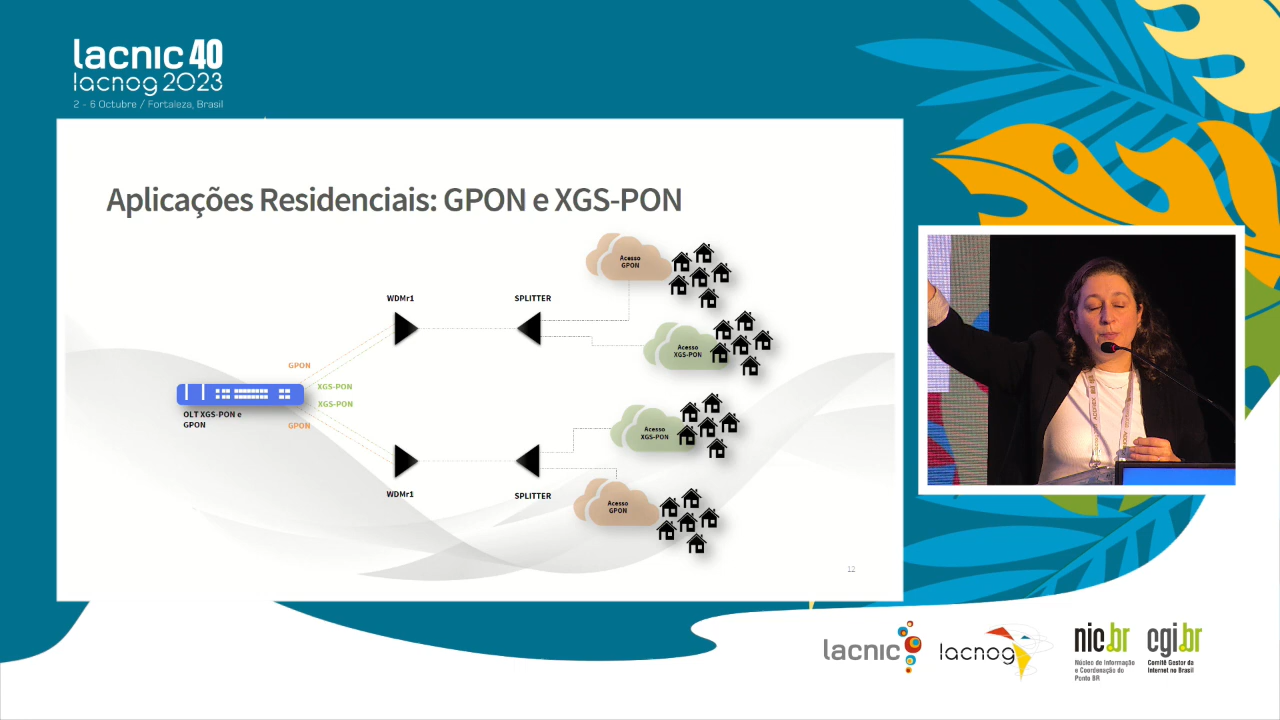 lacnic 40
lacnog 2023
2 - 6 Octubre / Fortaleza, Brasil
Aplicações Residenciais: GPON e XGS-PON
Acesso
GPON
WDMr1
SPLITTER
Acesso
XGS-PON
GPON
XGS-PON
OLT XGS-PON e
GPON
XGS-PON
GPON
Acesso
XGS-PON
WDMr1
SPLITTER
Acesso
GPON
12
lacnic
lacnog
nic.br
Núcleo de Informação
e Coordenação do
Ponto BR
cgi.br
Comitê Gestor da
Internet no Brasil